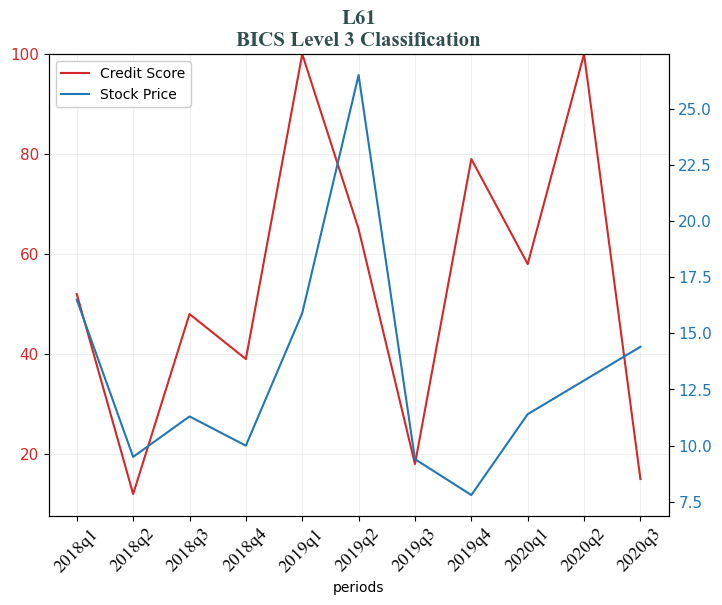 L61
BICS Level 3 Classification
Credit Score
Stock Price
100
80
60
40
20
25.0
22.5
20.0
17.5
15.0
12.5
10.0
7.5
2018q1
2018q2
2018q3
2018q4
2019q1
2019q2
2019q3
2019q4
2020q1
2020q2
2020q3
periods